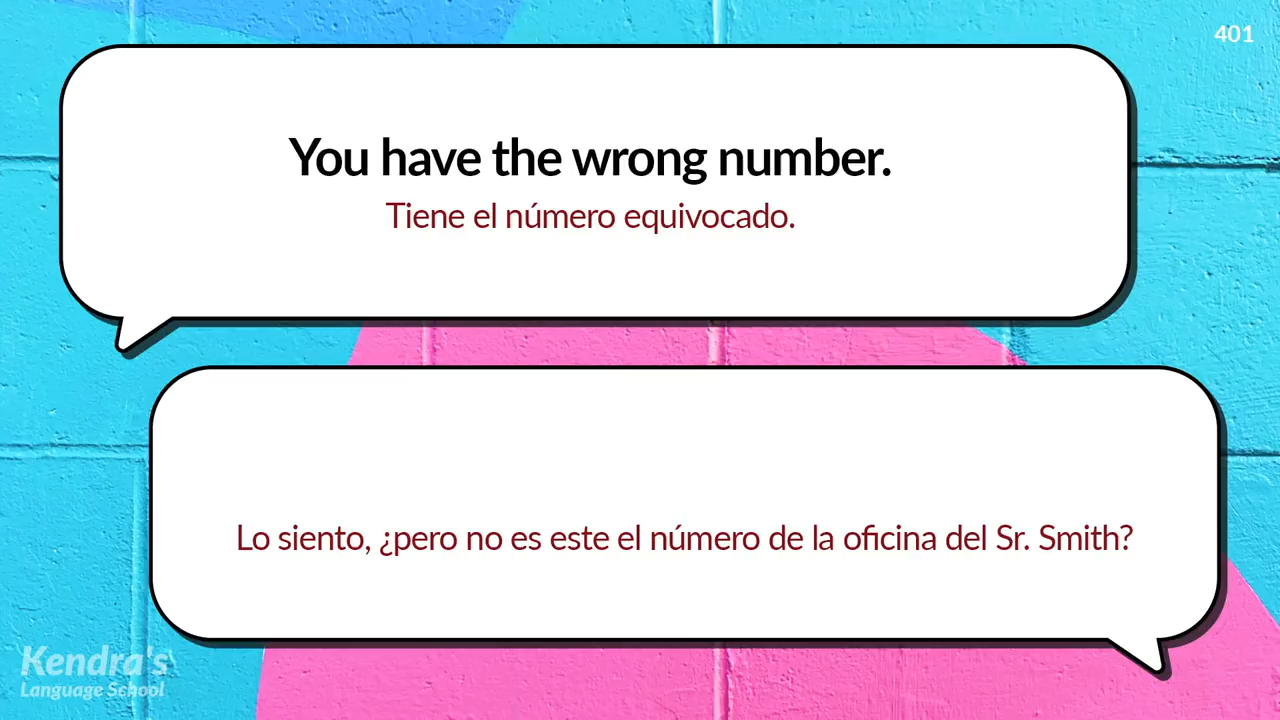 401
You have the wrong number.
Tiene el número equivocado.
Lo siento, ¿pero no es este el número de la oficina del Sr. Smith?
Kendra's
Language School